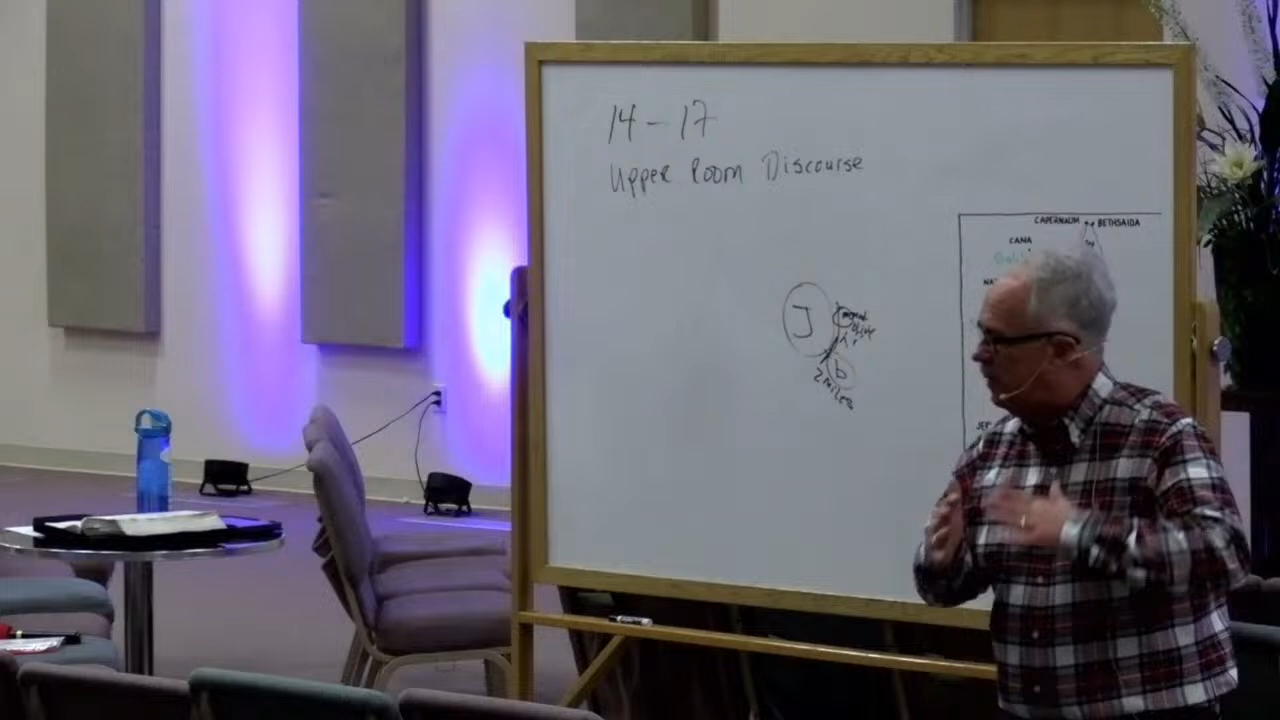 14 - 17
Upper Room Discourse
CAPERNAUM BETHSAIDA
CANA
J
b
2 miles